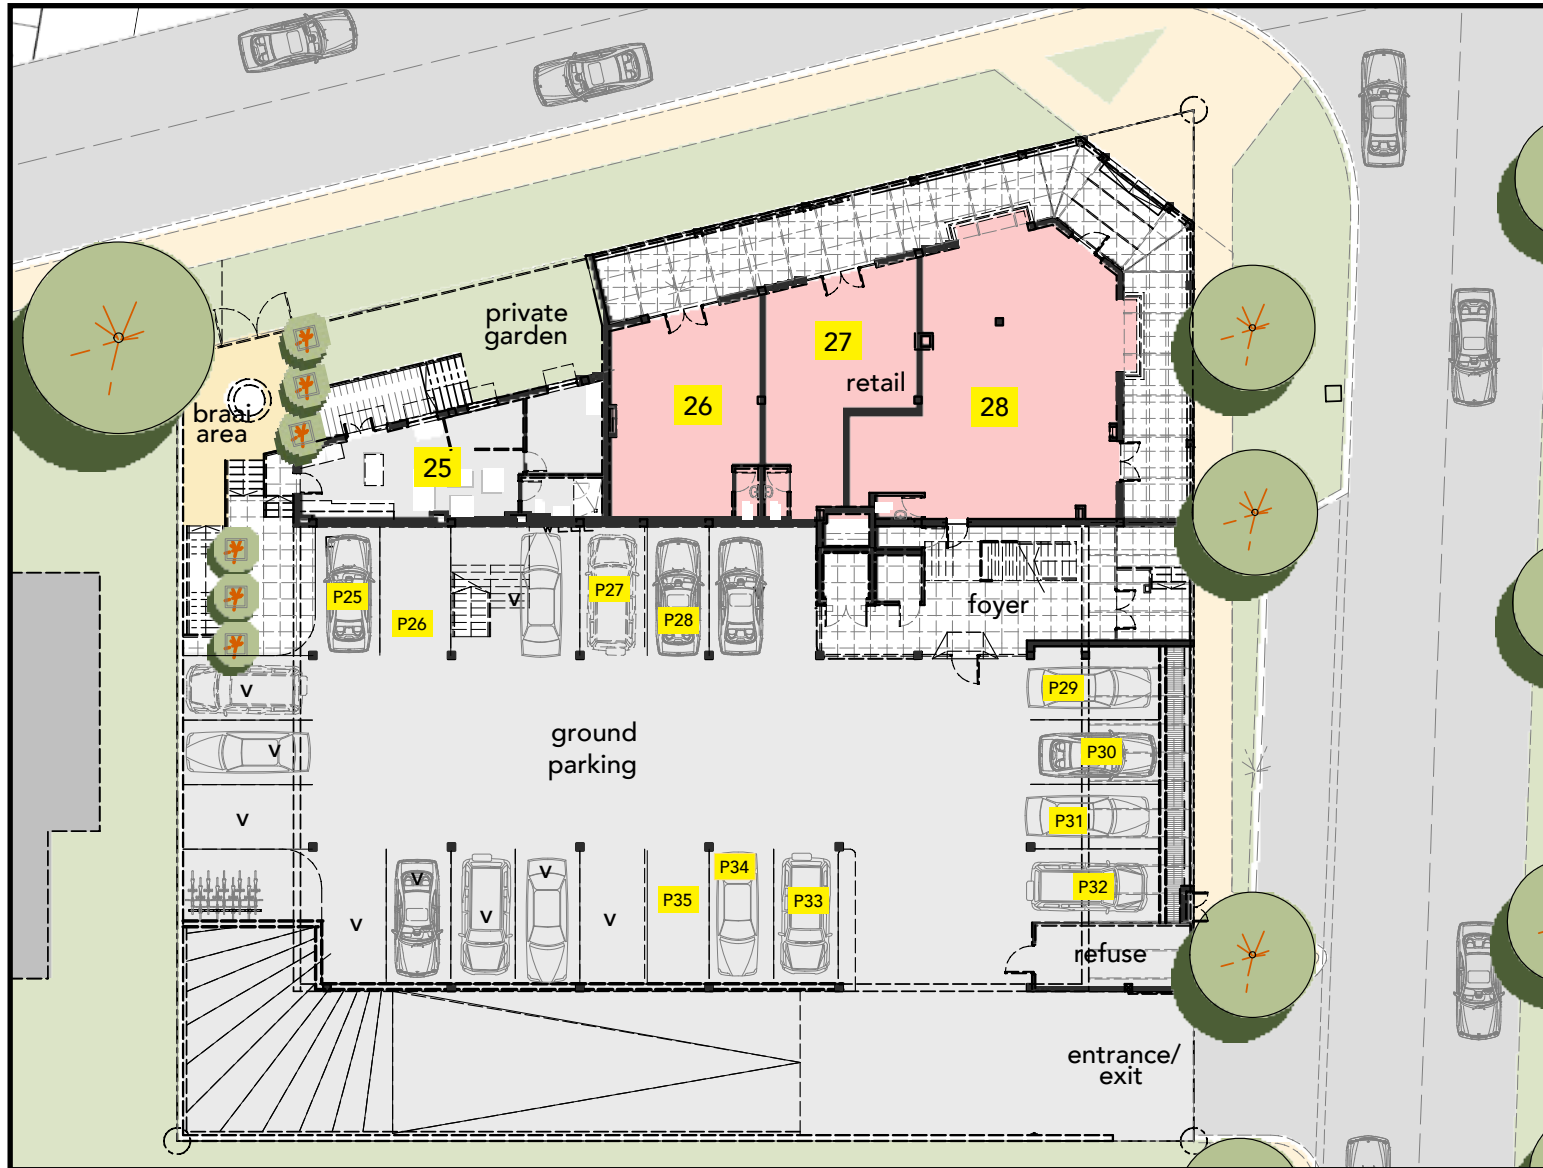 private
garden
27
retail
26
28
braai
area
25
P25
P26
V
P27
P28
foyer
V
P29
ground
parking
V
P30
V
P31
P34
V
V
P35
P33
P32
V
V
V
refuse
entrance/
exit